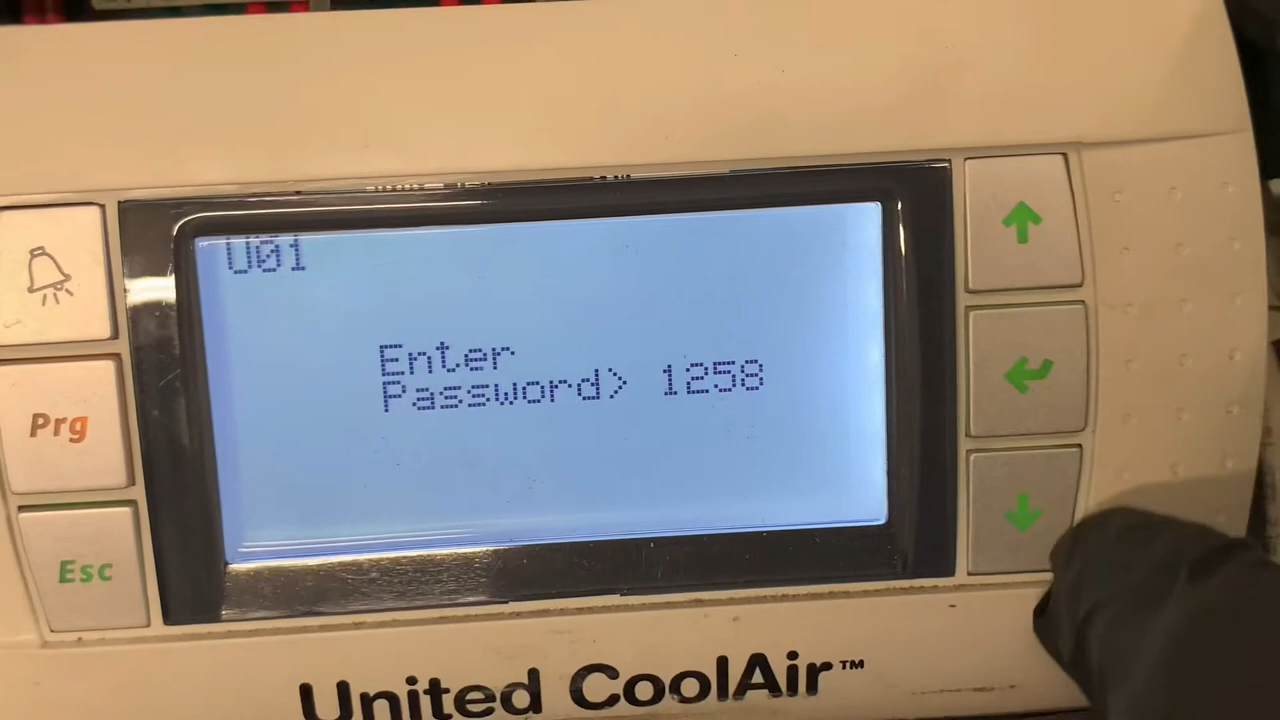 U01
Enter
Password> 1258
Prg
Esc
United CoolAir™